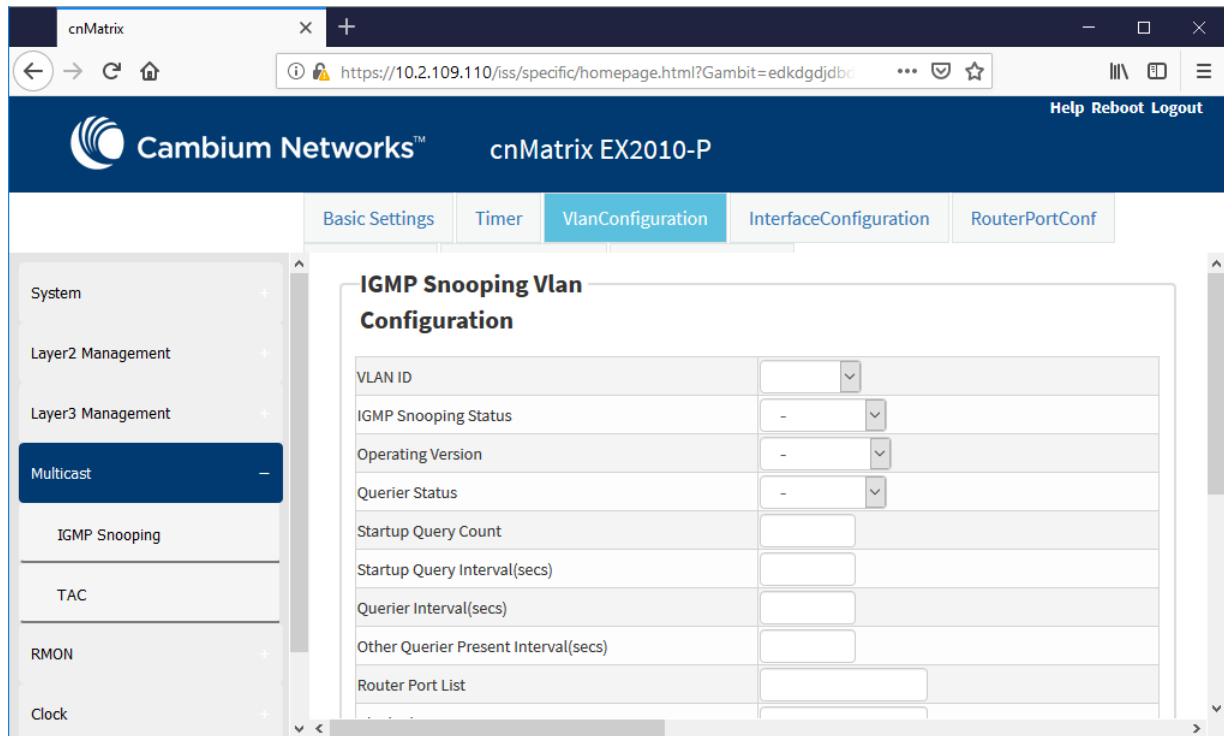 cnMatrix
https://10.2.109.110/iss/specific/homepage.html?Gambit=edkdgdjdbc
Help Reboot Logout
Cambium Networks™ cnMatrix EX2010-P
Basic Settings Timer VlanConfiguration InterfaceConfiguration RouterPortConf
System +
Layer2 Management +
Layer3 Management +
Multicast −
IGMP Snooping
TAC
RMON +
Clock +
IGMP Snooping Vlan
Configuration
VLAN ID
IGMP Snooping Status -
Operating Version -
Querier Status -
Startup Query Count
Startup Query Interval(secs)
Querier Interval(secs)
Other Querier Present Interval(secs)
Router Port List